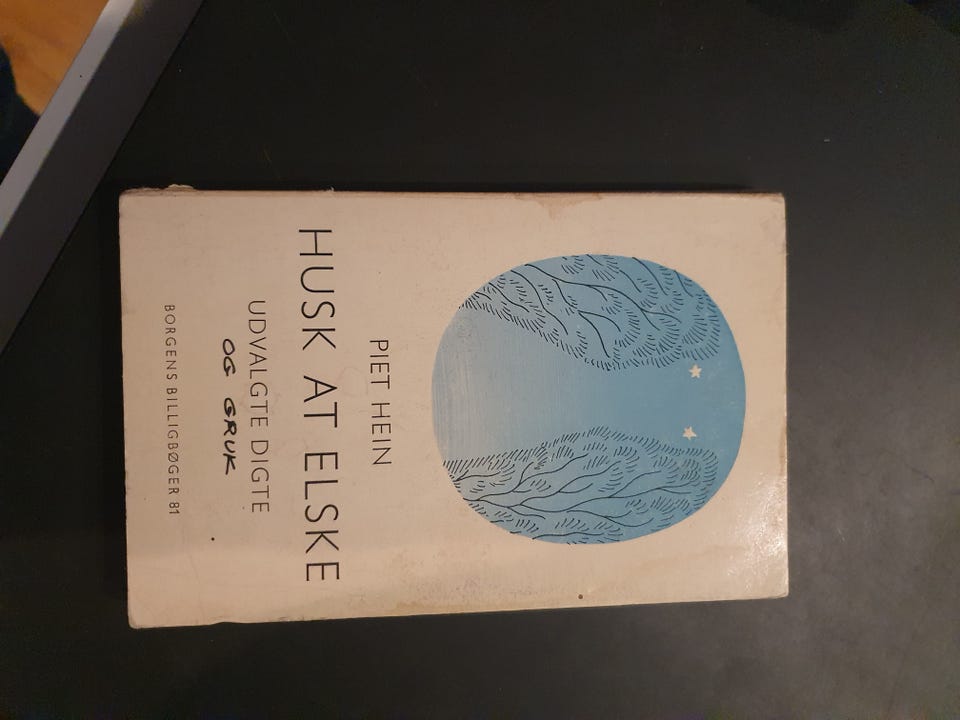 PIET HEIN
HUSK AT ELSKE
UDVALGTE DIGTE
OG GRUK
BORGENS BILLIGBØGER 81